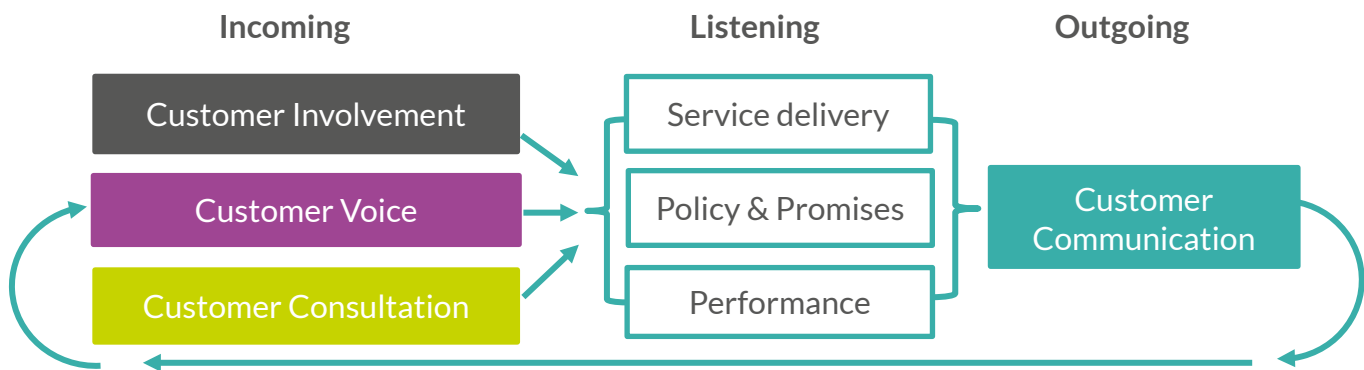 Incoming
Listening
Outgoing
Customer Involvement
Customer Voice
Customer Consultation
Service delivery
Policy & Promises
Performance
Customer
Communication